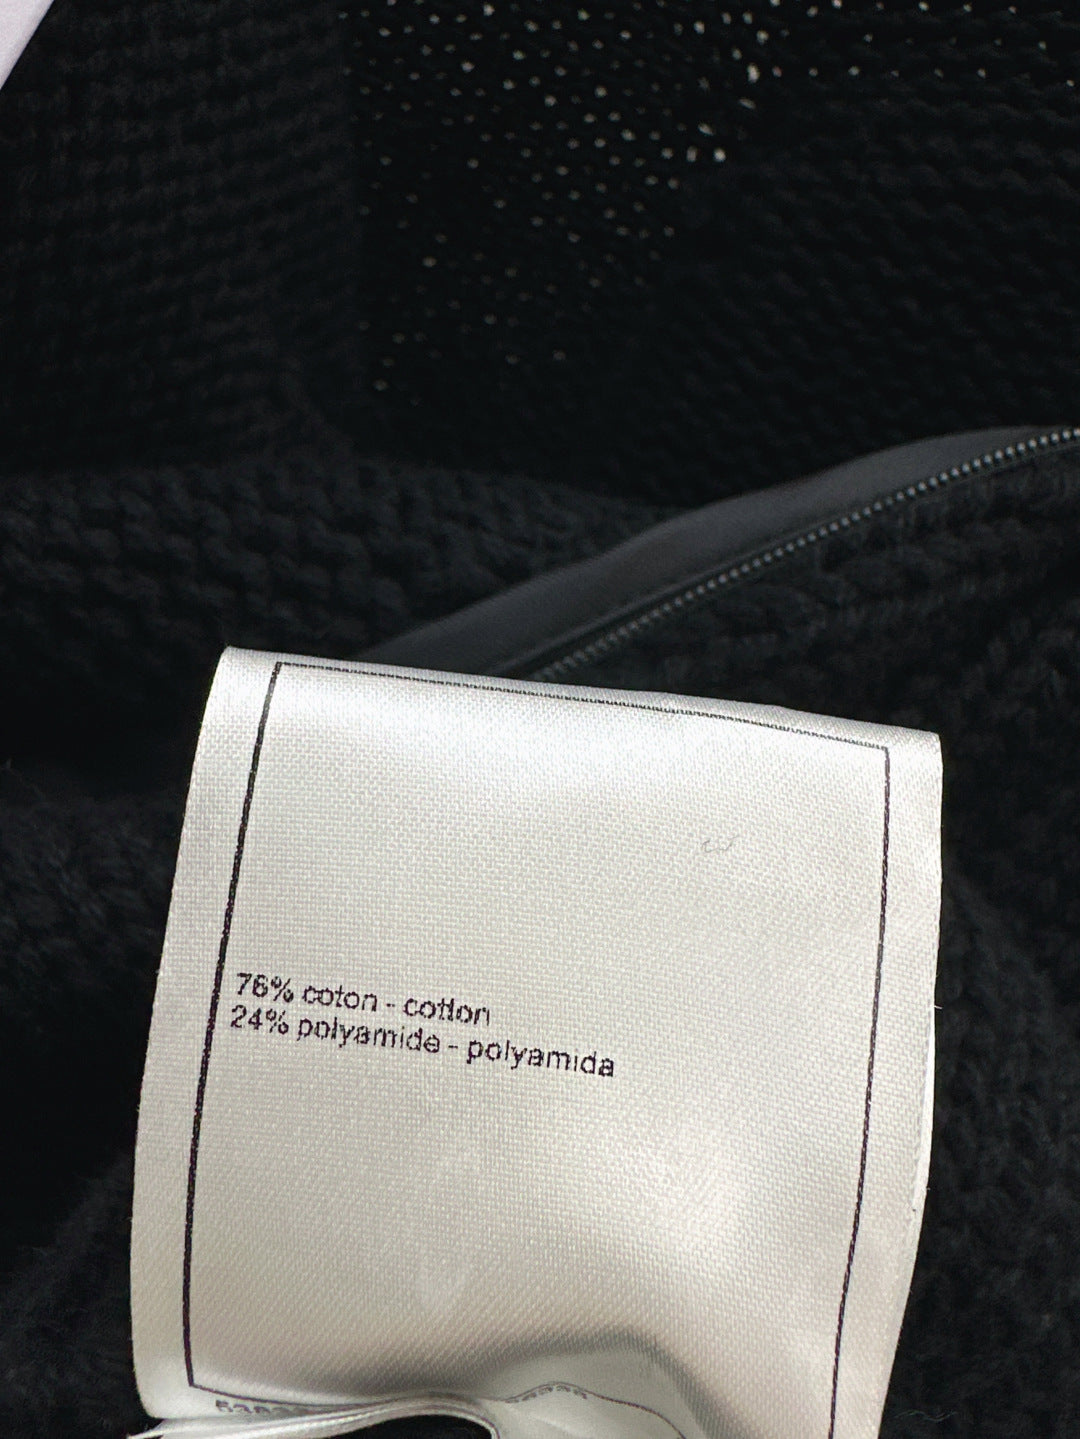 76% coton - cotton
24% polyamide - polyamida